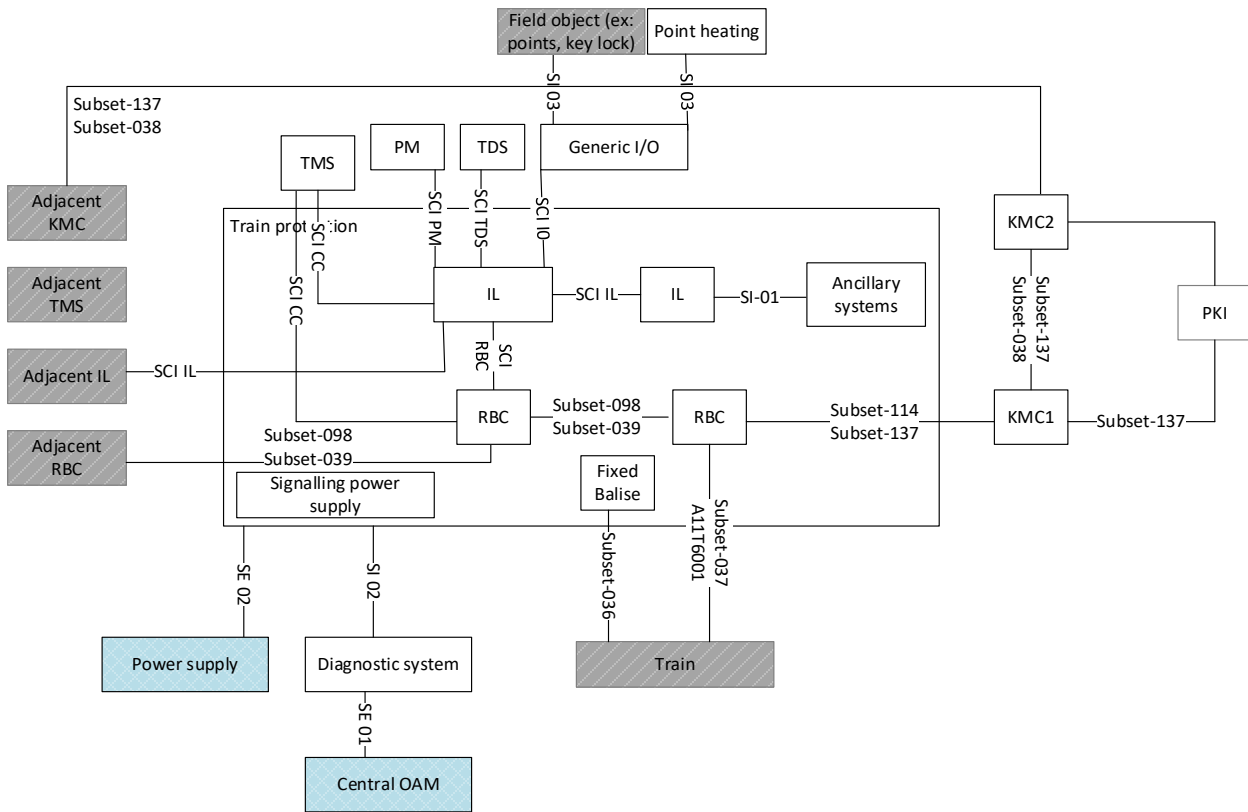 Field object (ex:
points, key lock)
Point heating
SI 03
SI 03
Subset-137
Subset-038
TMS
PM
TDS
Generic I/O
Adjacent
KMC
Train pro
ion
SCI CC
SCI CC
SCI PM
SCI TDS
SCI I0
KMC2
Adjacent
TMS
IL
SCI IL
IL
SI-01
Ancillary
systems
Subset-137
Subset-038
PKI
Adjacent IL
SCI IL
SCI
RBC
RBC
Subset-098
Subset-039
RBC
Subset-114
Subset-137
KMC1
Subset-137
Adjacent
RBC
Subset-098
Subset-039
Signalling power
supply
Fixed
Balise
Subset-037
A11T6001
Subset-036
SE 02
SI 02
Power supply
Diagnostic system
Train
SE 01
Central OAM